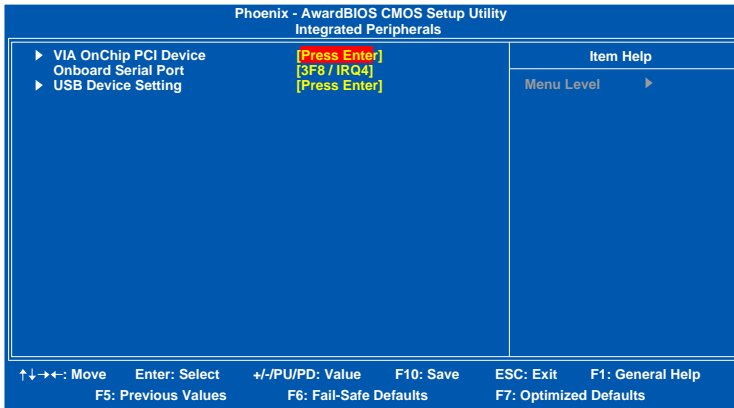 Phoenix - AwardBIOS CMOS Setup Utility
Integrated Peripherals
▶ VIA OnChip PCI Device [Press Enter]
Onboard Serial Port [3F8 / IRQ4]
▶ USB Device Setting [Press Enter]
Item Help
Menu Level ▶
↑↓→←: Move Enter: Select +/-/PU/PD: Value F10: Save ESC: Exit F1: General Help
F5: Previous Values F6: Fail-Safe Defaults F7: Optimized Defaults